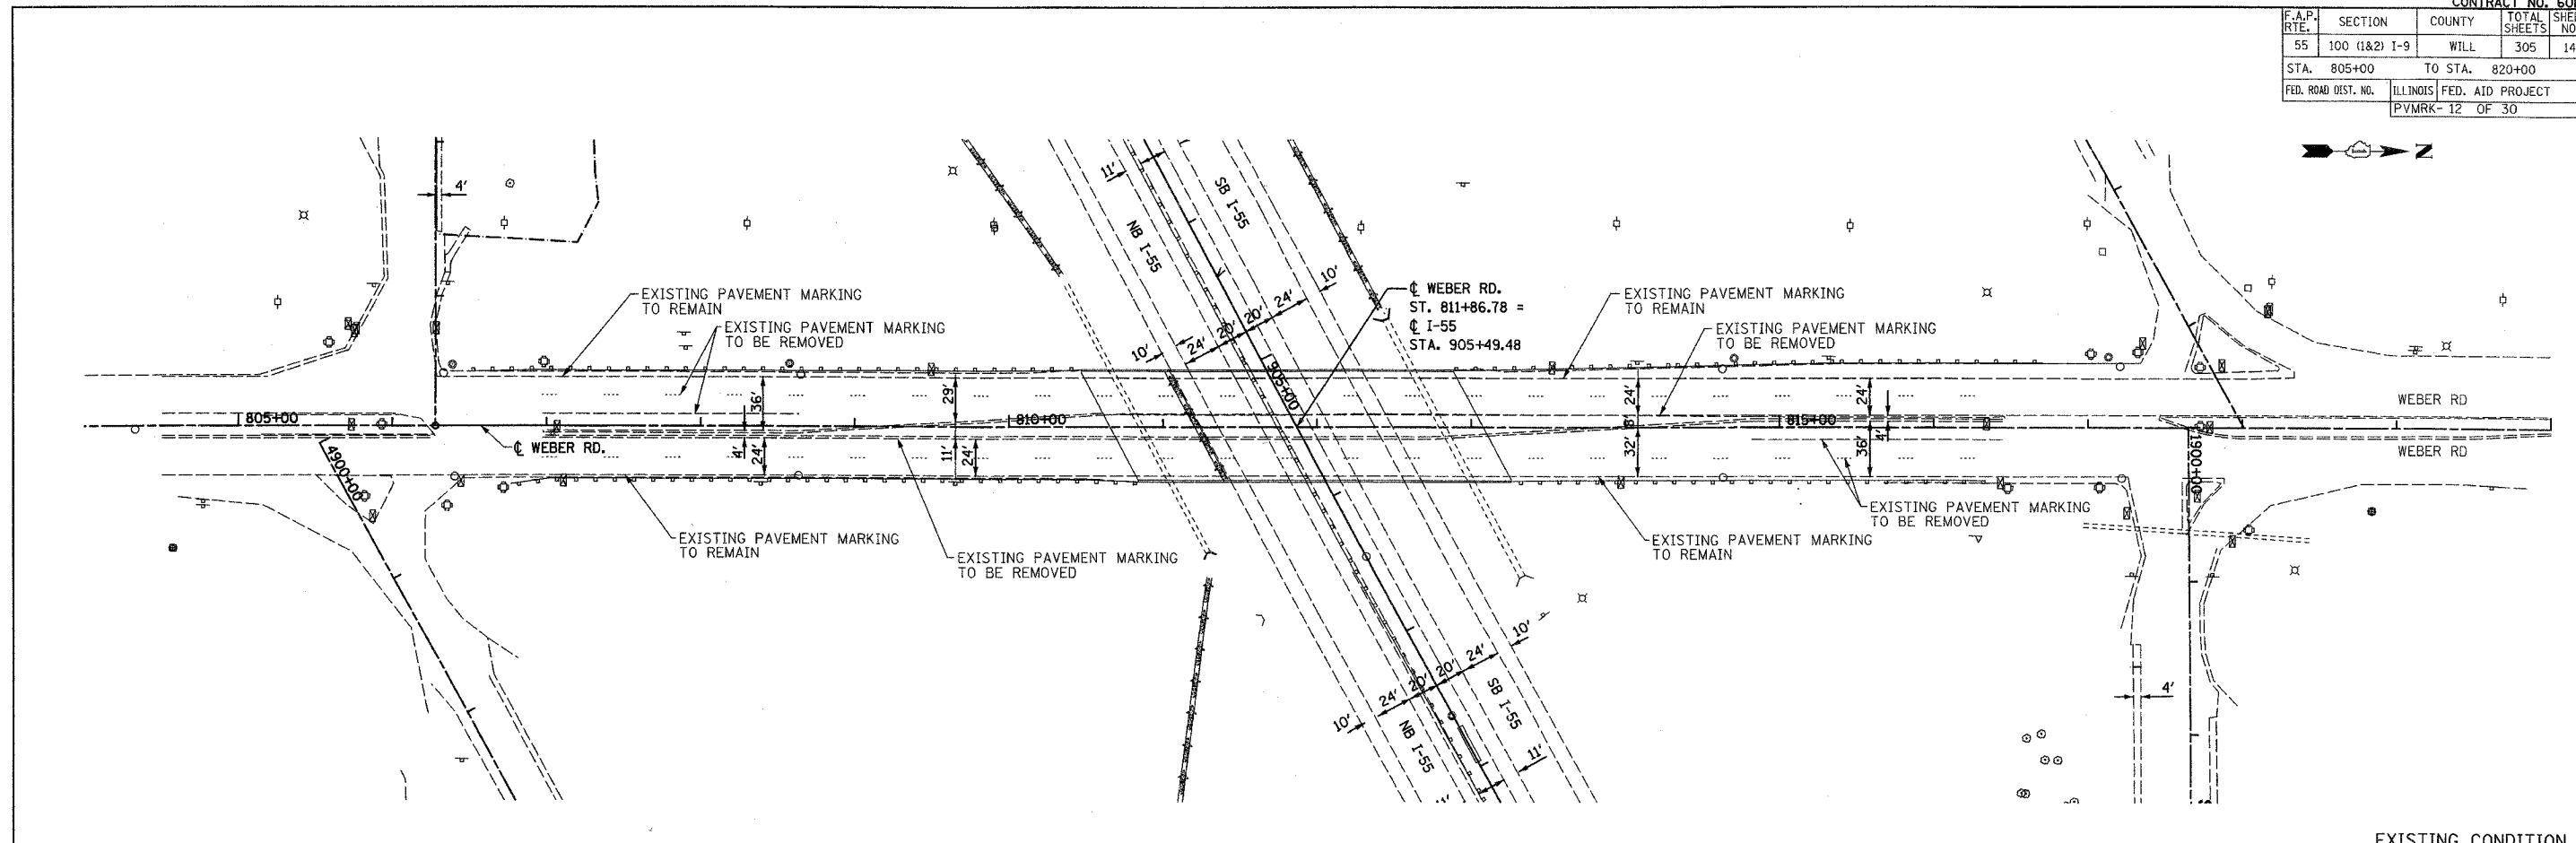 CONTRACT NO.
F.A.P. RTE. SECTION COUNTY TOTAL SHEETS
55 100 (1&2) I-9 WILL 305 14
STA. 805+00 TO STA. 820+00
FED. ROAD DIST. NO. ILLINOIS FED. AID PROJECT
PVMRK- 12 OF 30
N
4'
11'
SB I-55
NB I-55
10'
EXISTING PAVEMENT MARKING
TO REMAIN
EXISTING PAVEMENT MARKING
TO BE REMOVED
24'
20'
20'
24'
10'
℄ WEBER RD.
ST. 811+86.78 =
℄ I-55
STA. 905+49.48
EXISTING PAVEMENT MARKING
TO REMAIN
EXISTING PAVEMENT MARKING
TO BE REMOVED
905+00
36'
29'
24'
24'
WEBER RD
805+00
810+00
8'
815+00
4'
℄ WEBER RD.
4'
24'
11'
24'
32'
36'
WEBER RD
4900+00
1900+00
EXISTING PAVEMENT MARKING
TO REMAIN
EXISTING PAVEMENT MARKING
TO BE REMOVED
EXISTING PAVEMENT MARKING
TO REMAIN
EXISTING PAVEMENT MARKING
TO BE REMOVED
10'
24'
20'
20'
24'
10'
SB I-55
NB I-55
11'
4'
EXISTING CONDITION